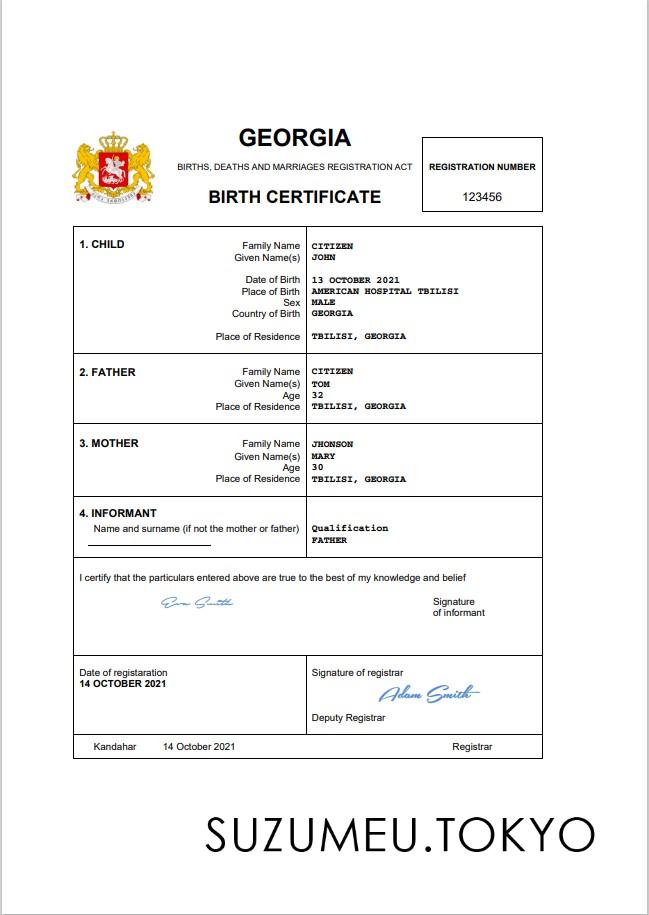 GEORGIA
BIRTHS, DEATHS AND MARRIAGES REGISTRATION ACT
BIRTH CERTIFICATE
REGISTRATION NUMBER
123456
1. CHILD
Family Name CITIZEN
Given Name(s) JOHN
Date of Birth 13 OCTOBER 2021
Place of Birth AMERICAN HOSPITAL TBILISI
Sex MALE
Country of Birth GEORGIA
Place of Residence TBILISI, GEORGIA
2. FATHER
Family Name CITIZEN
Given Name(s) TOM
Age 32
Place of Residence TBILISI, GEORGIA
3. MOTHER
Family Name JHONSON
Given Name(s) MARY
Age 30
Place of Residence TBILISI, GEORGIA
4. INFORMANT
Name and surname (if not the mother or father) Qualification
FATHER
I certify that the particulars entered above are true to the best of my knowledge and belief
Eva Smith
Signature
of informant
Date of registaration
14 OCTOBER 2021
Signature of registrar
Adam Smith
Deputy Registrar
Kandahar 14 October 2021 Registrar
SUZUMEU.TOKYO